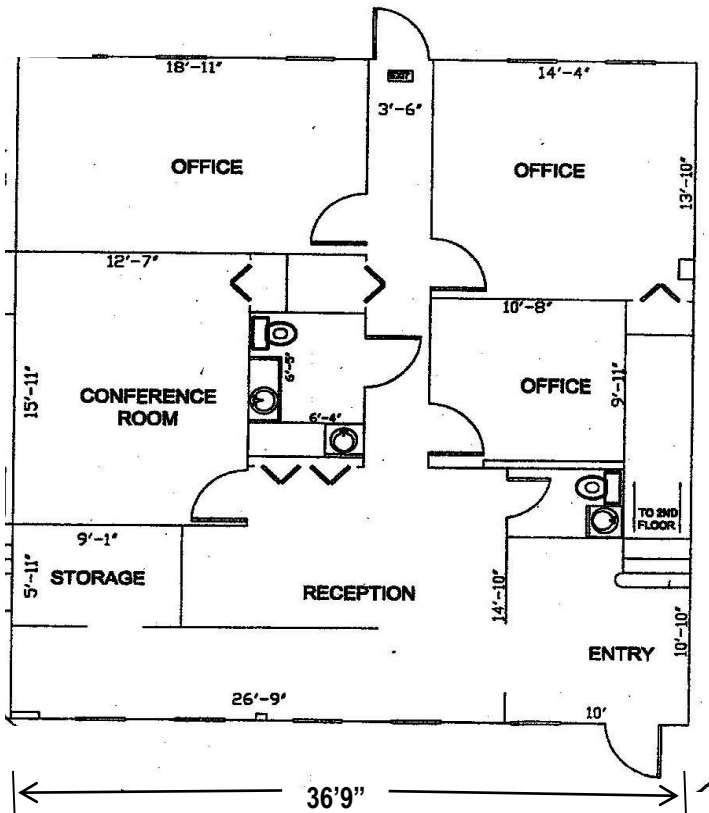 18'-11"
EXIT
14'-4"
3'-6"
OFFICE
OFFICE
13'-10"
12'-7"
10'-8"
6'-5"
9'-11"
OFFICE
CONFERENCE
ROOM
15'-11"
6'-4"
TO 2ND
FLOOR
9'-1"
5'-11"
STORAGE
RECEPTION
14'-10"
10'-10"
ENTRY
26'-9"
10'
36'9”